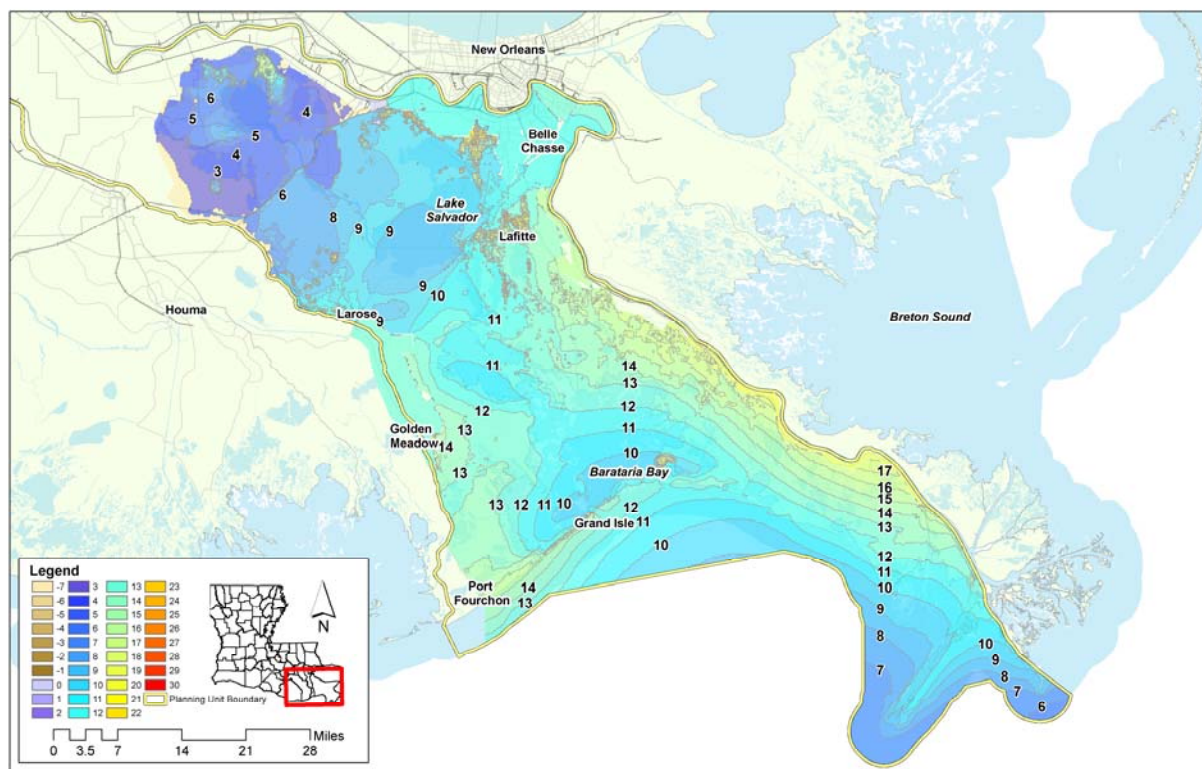 New Orleans
6
4
5
Belle
Chasse
5
4
3
6
Lake
Salvador
8
9
9
Lafitte
9
10
Houma
Larose
9
11
Breton Sound
11
14
13
12
12
Golden
Meadow
13
14
11
13
10
Barataria Bay
17
16
15
14
13
13
12
11
10
12
Grand Isle
11
10
12
11
10
9
8
7
Port
Fourchon
14
13
10
9
8
7
6
Legend
-7 3 13 23
-6 4 14 24
-5 5 15 25
-4 6 16 26
-3 7 17 27
-2 8 18 28
-1 9 19 29
0 10 20 30
1 11 21 Planning Unit Boundary
2 12 22
N
Miles
0 3.5 7 14 21 28